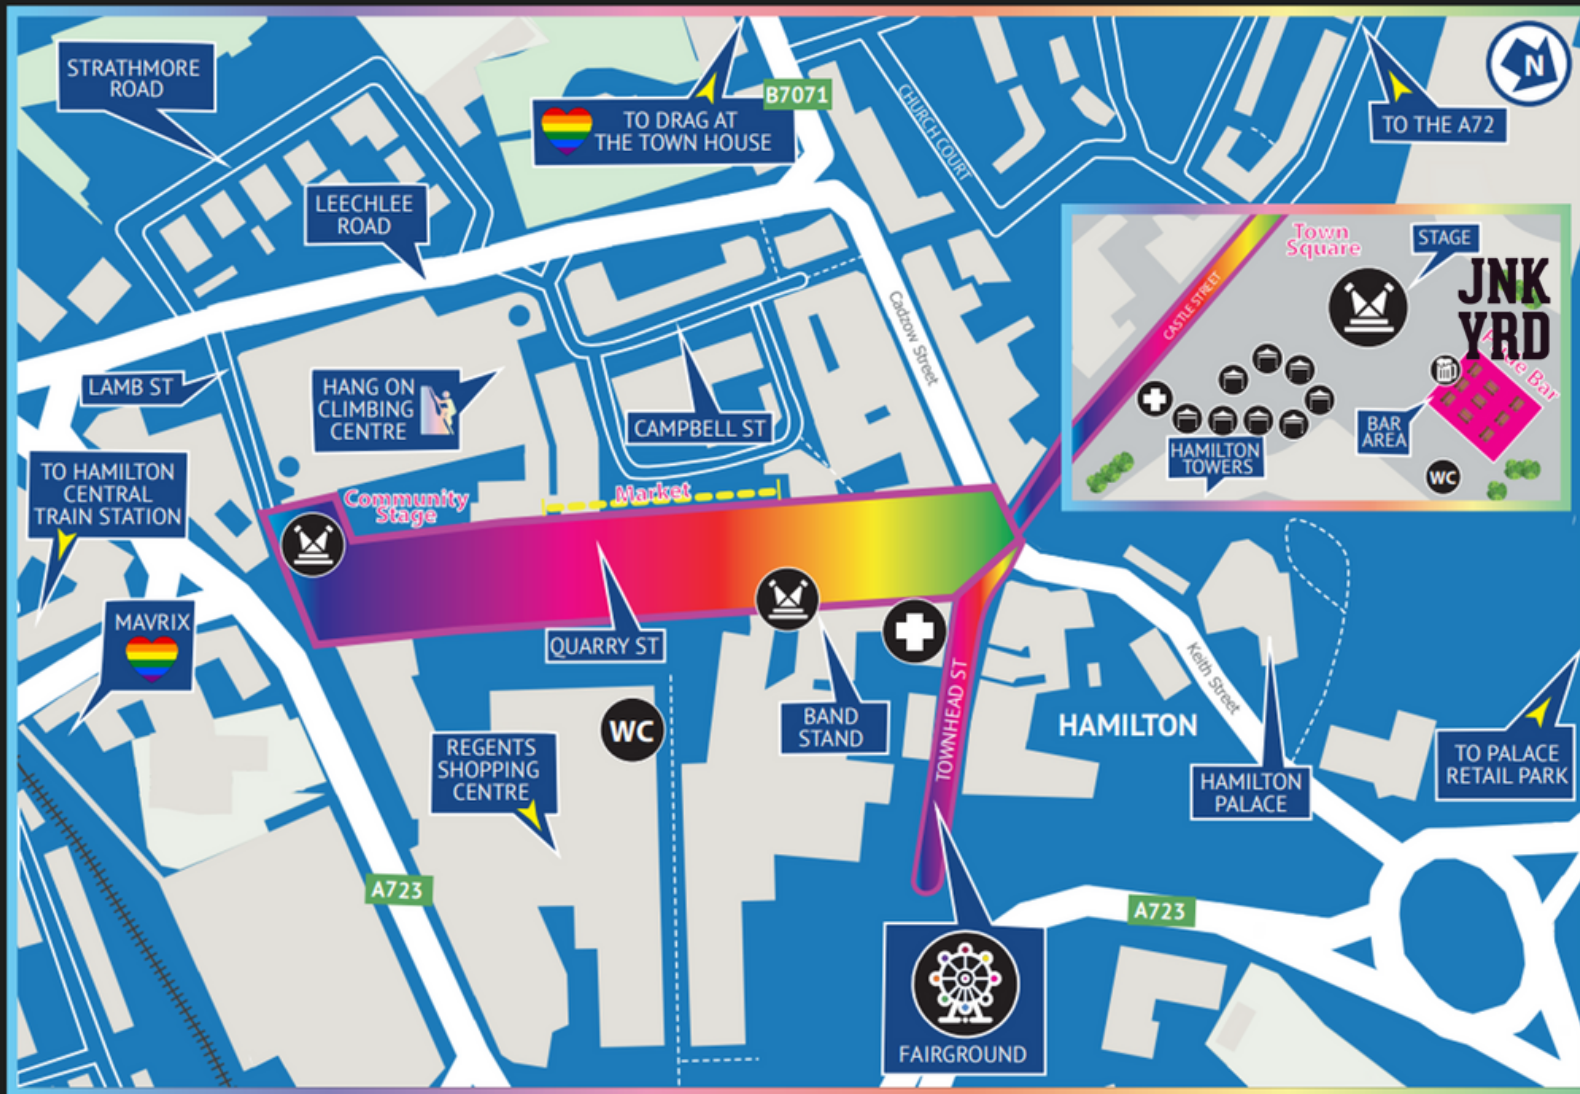 STRATHMORE
ROAD
TO DRAG AT
THE TOWN HOUSE
B7071
CHURCH COURT
TO THE A72
N
LEECHLEE
ROAD
Town
Square
STAGE
JNK
YRD
CASTLE STREET
BAR
AREA
HAMILTON
TOWERS
WC
Cadzow Street
LAMB ST
HANG ON
CLIMBING
CENTRE
CAMPBELL ST
TO HAMILTON
CENTRAL
TRAIN STATION
Community
Stage
Market
MAVRIX
QUARRY ST
WC
REGENTS
SHOPPING
CENTRE
BAND
STAND
TOWNHEAD ST
HAMILTON
Keith Street
HAMILTON
PALACE
TO PALACE
RETAIL PARK
A723
A723
FAIRGROUND